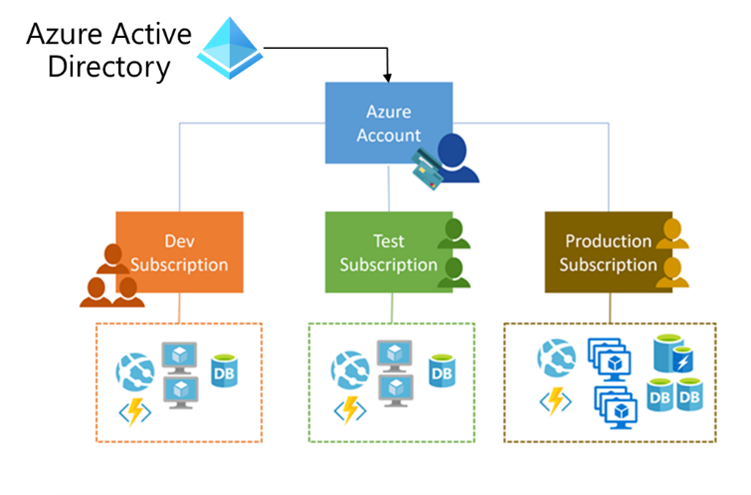 Azure Active
Directory
Azure
Account
Dev
Subscription
Test
Subscription
Production
Subscription
DB
DB
DB
DB